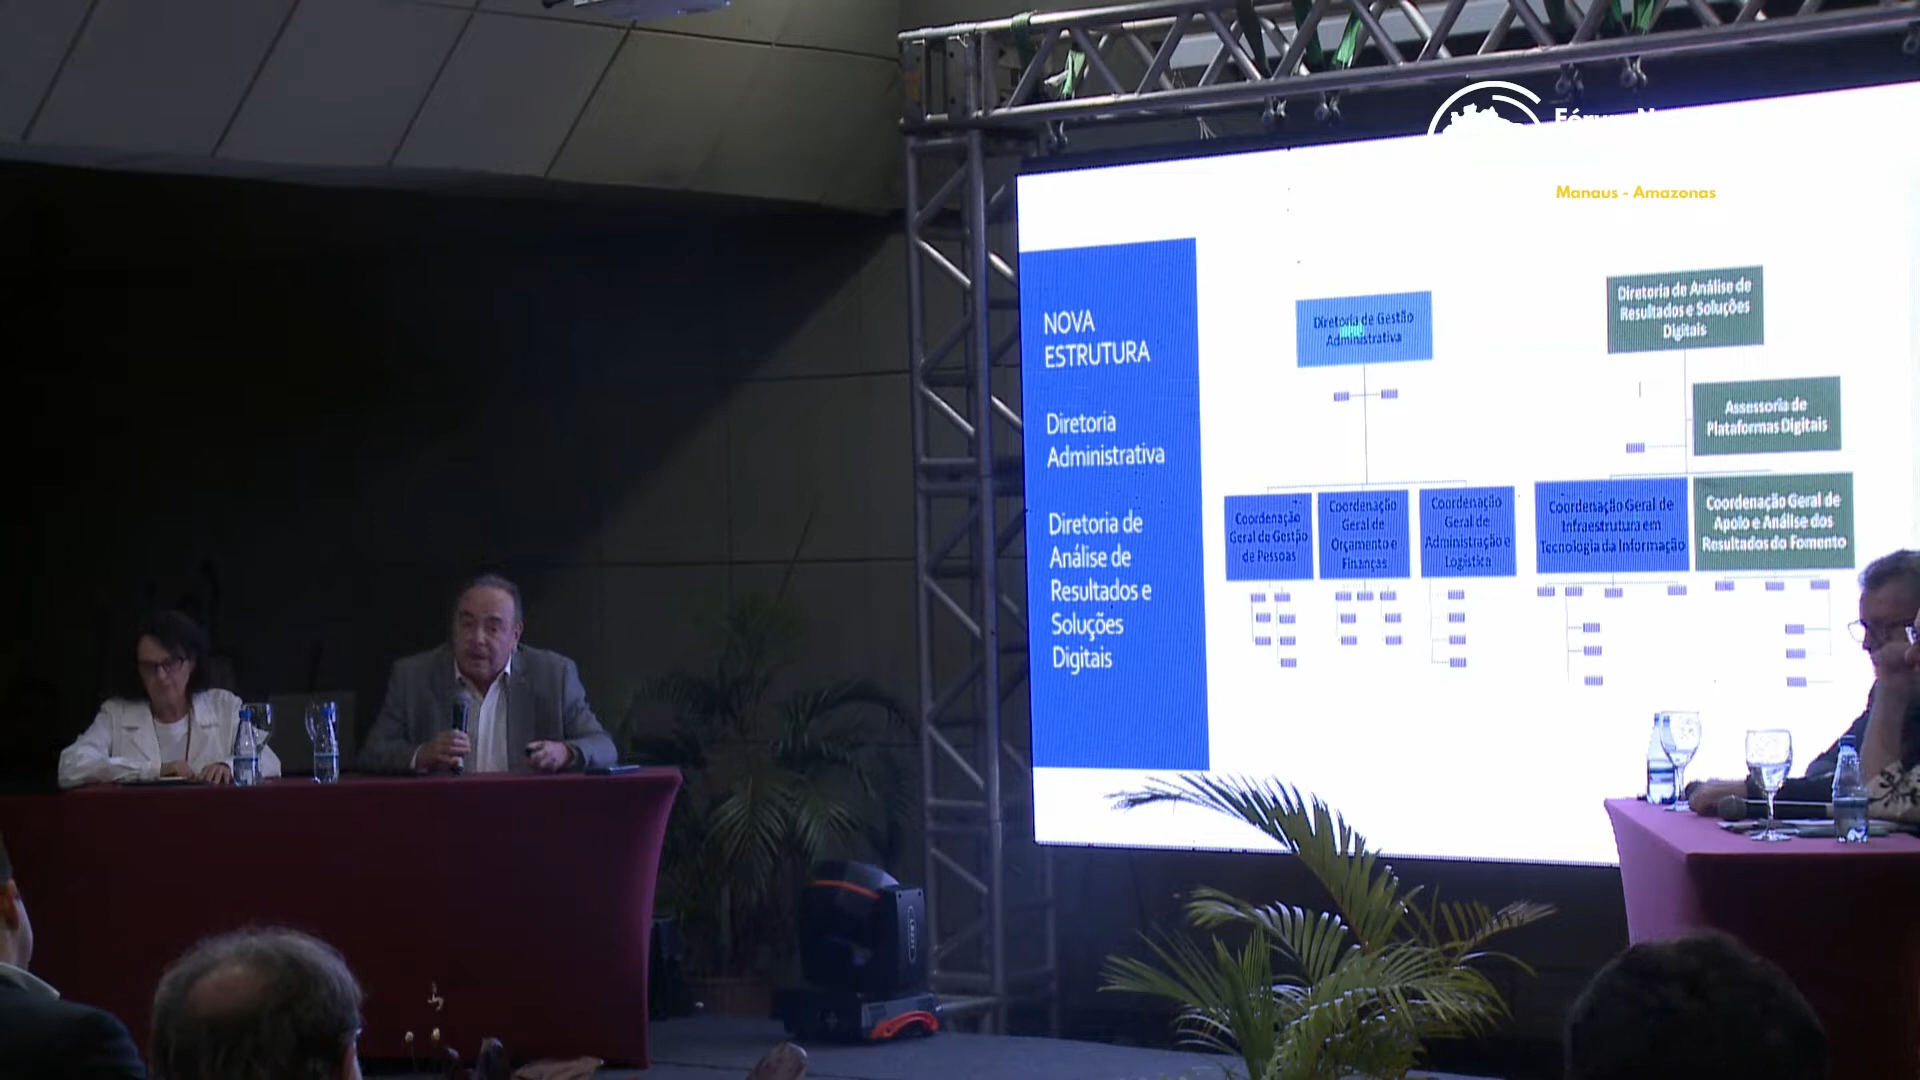 Manaus - Amazonas
NOVA
ESTRUTURA
Diretoria
Administrativa
Diretoria de
Análise de
Resultados e
Soluções
Digitais
Diretoria de Gestão
Administrativa
Diretoria de Análise de
Resultados e Soluções
Digitais
Assessoria de
Plataformas Digitais
Coordenação
Geral de Gestão
de Pessoas
Coordenação
Geral de
Orçamento e
Finanças
Coordenação
Geral de
Administração e
Logística
Coordenação Geral de
Infraestrutura em
Tecnologia da Informação
Coordenação Geral de
Apoio e Análise dos
Resultados do Fomento